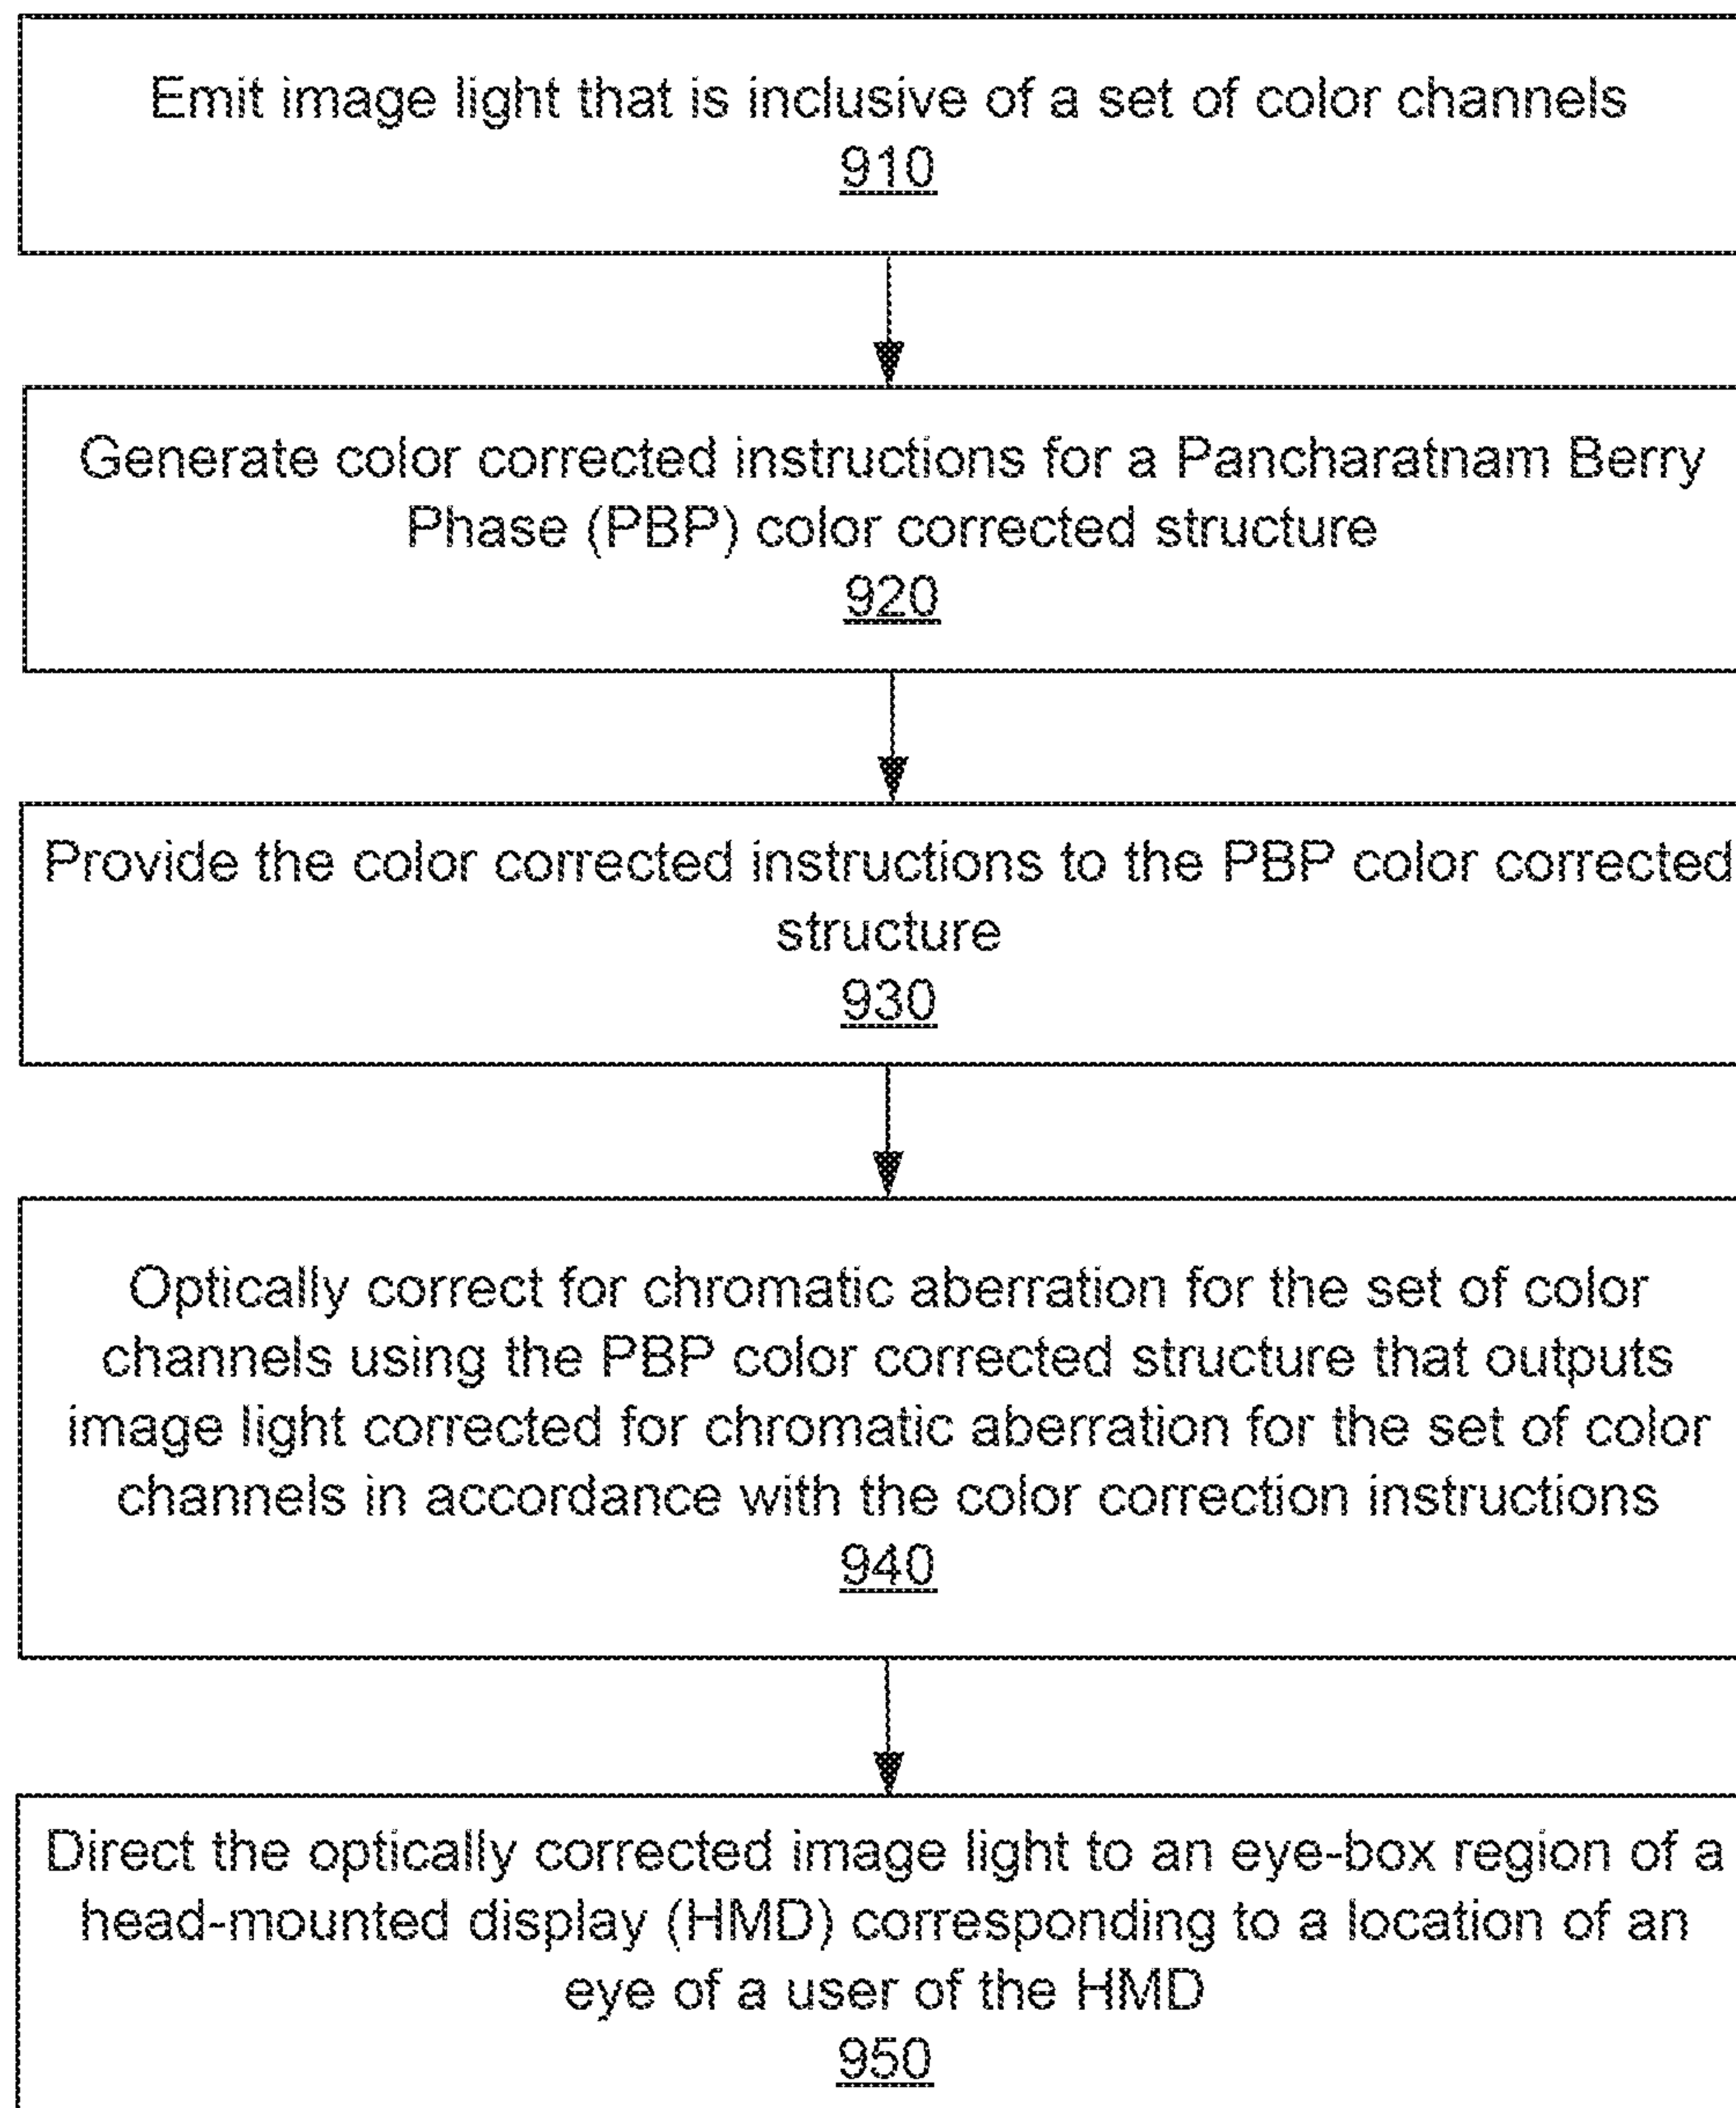 Emit image light that is inclusive of a set of color channels
910
Generate color corrected instructions for a Pancharatnam Berry
Phase (PBP) color corrected structure
920
Provide the color corrected instructions to the PBP color corrected
structure
930
Optically correct for chromatic aberration for the set of color
channels using the PBP color corrected structure that outputs
image light corrected for chromatic aberration for the set of color
channels in accordance with the color correction instructions
940
Direct the optically corrected image light to an eye-box region of a
head-mounted display (HMD) corresponding to a location of an
eye of a user of the HMD
950